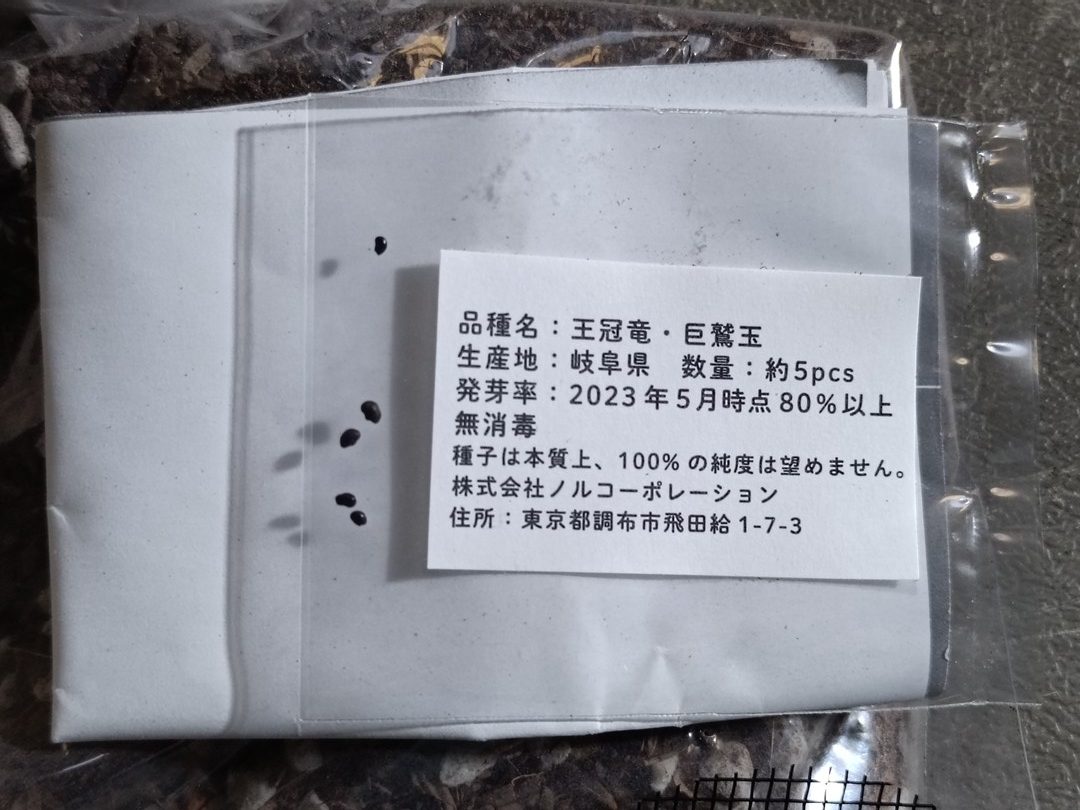 品種名：王冠竜・巨鷲玉
生産地：岐阜県　数量：約5pcs
発芽率：2023年5月時点80%以上
無消毒
種子は本質上、100%の純度は望めません。
株式会社ノルコーポレーション
住所：東京都調布市飛田給1-7-3